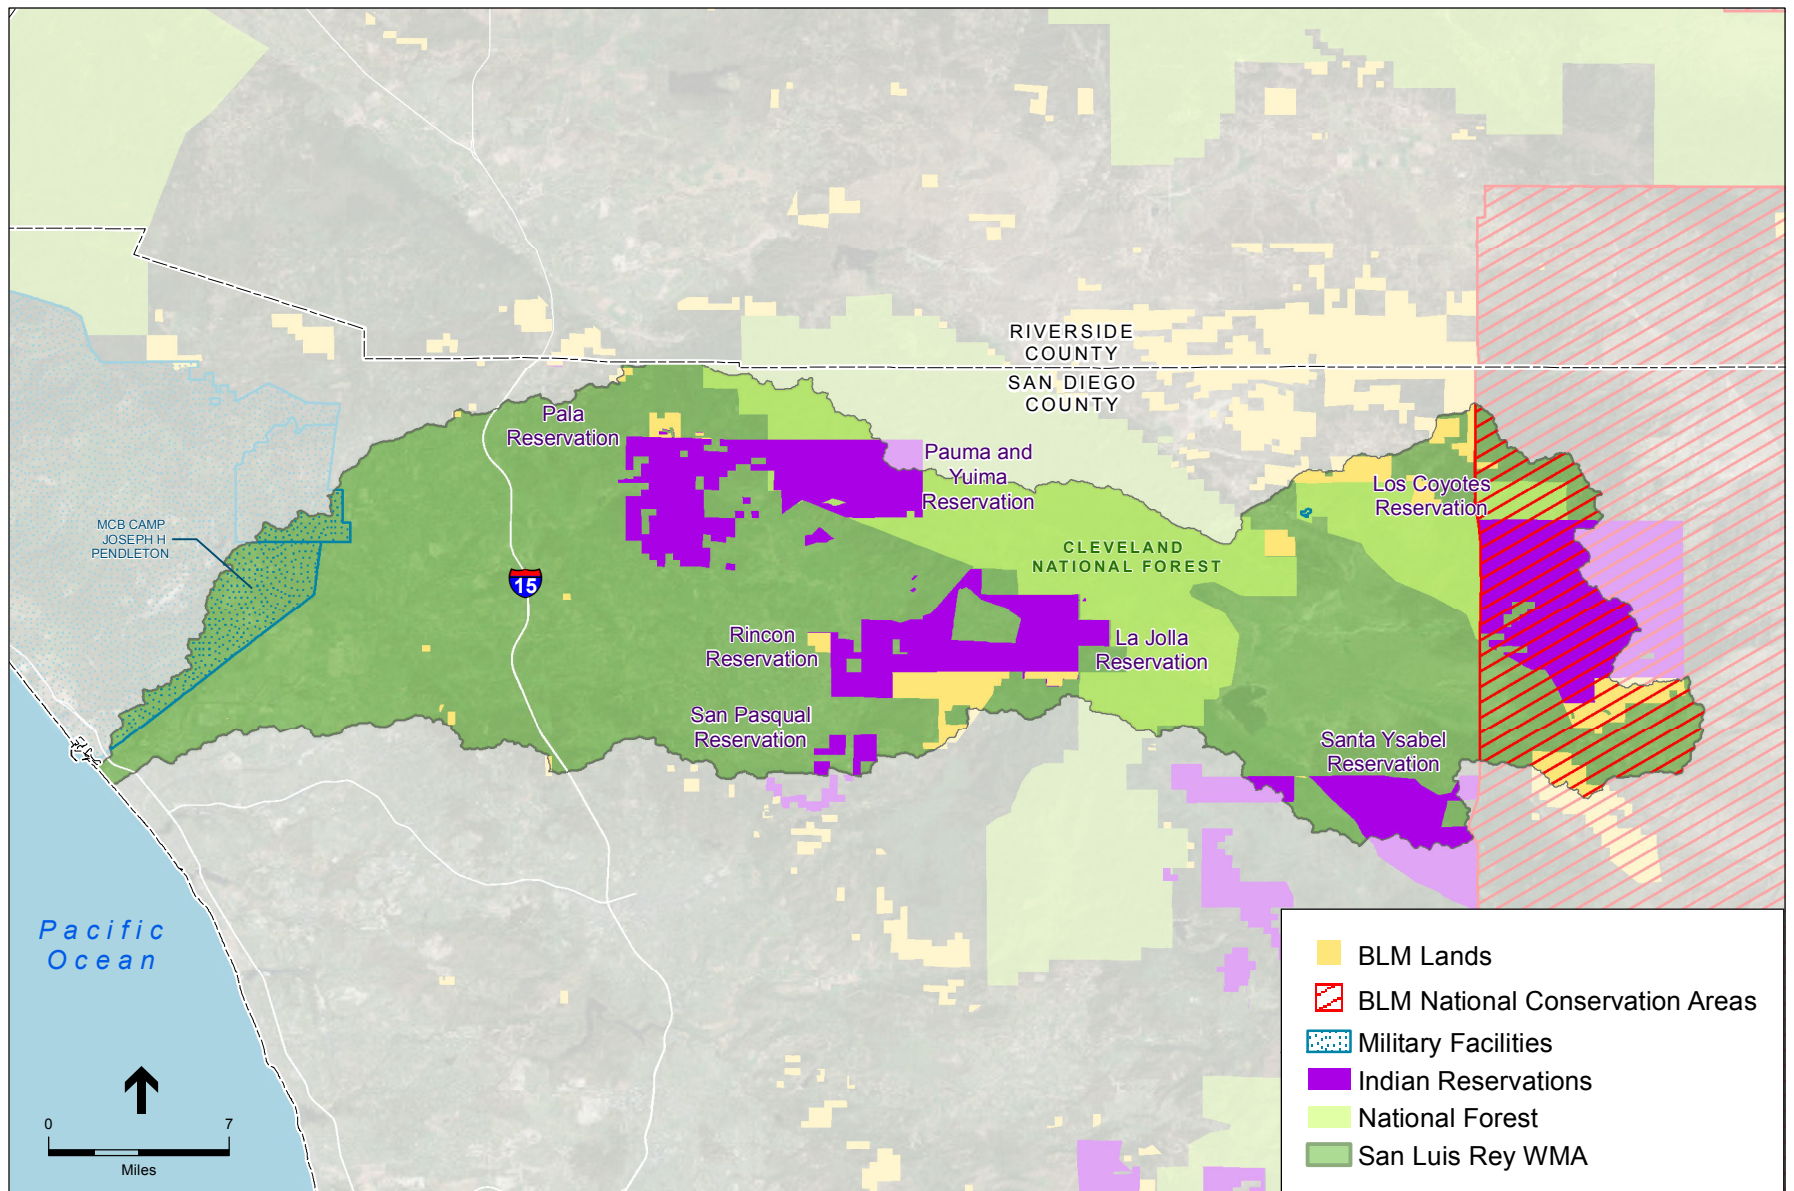 RIVERSIDE
COUNTY
SAN DIEGO
COUNTY
Pala
Reservation
Pauma and
Yuima
Reservation
Los Coyotes
Reservation
MCB CAMP
JOSEPH H
PENDLETON
CLEVELAND
NATIONAL FOREST
15
Rincon
Reservation
La Jolla
Reservation
San Pasqual
Reservation
Santa Ysabel
Reservation
Pacific
Ocean
0 7
Miles
BLM Lands
BLM National Conservation Areas
Military Facilities
Indian Reservations
National Forest
San Luis Rey WMA